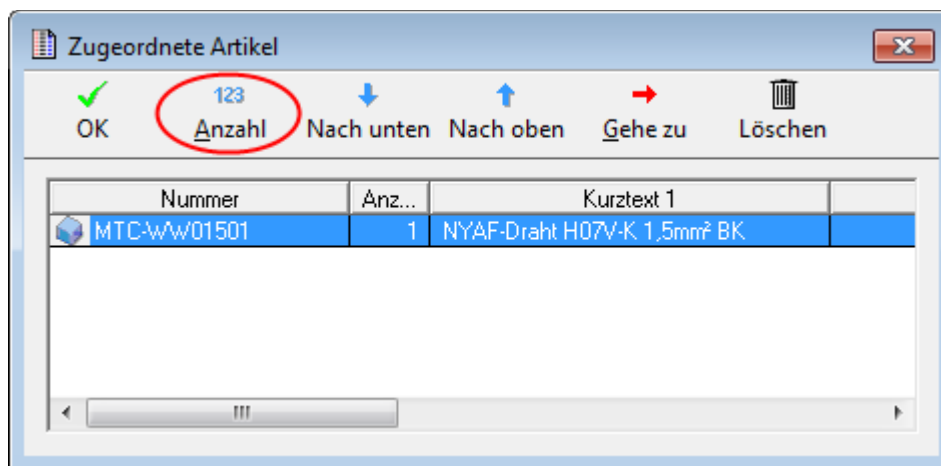 Zugeordnete Artikel
123
OK Anzahl Nach unten Nach oben Gehe zu Löschen
Nummer Anz... Kurztext 1
MTC-WW01501 1 NYAF-Draht H07V-K 1,5mm² BK